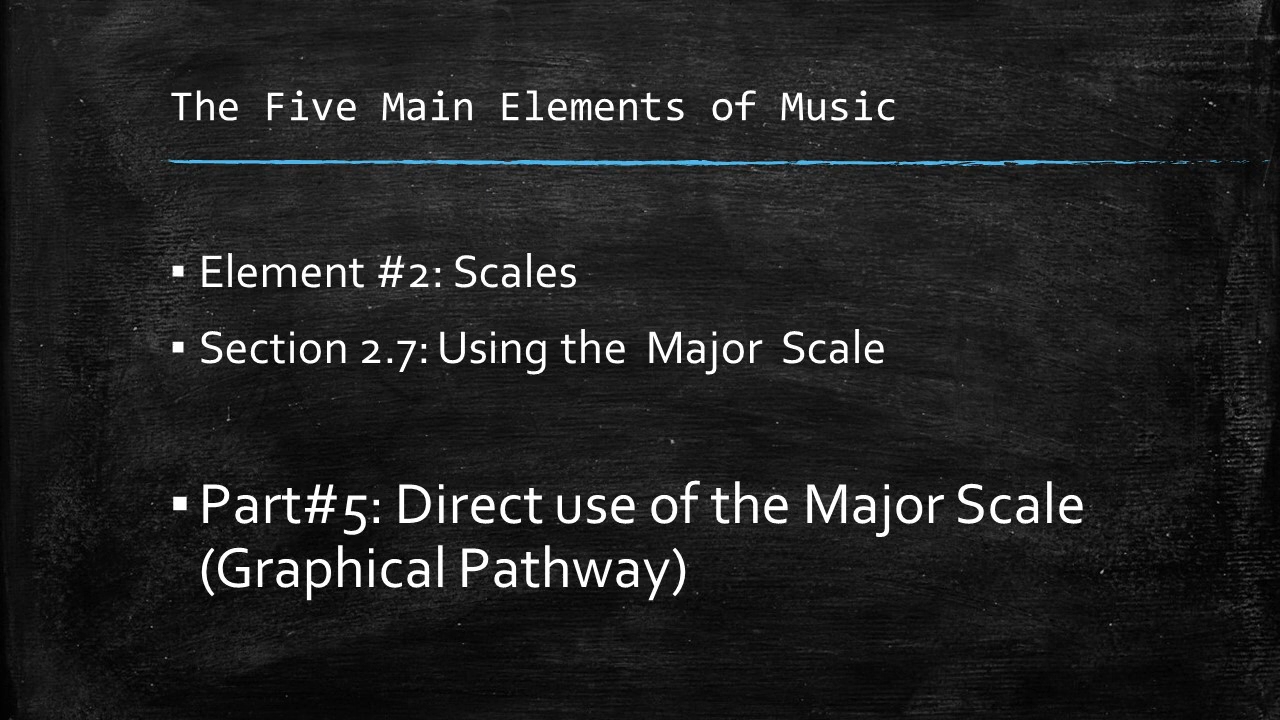 The Five Main Elements of Music
▪ Element #2: Scales
▪ Section 2.7: Using the Major Scale
▪ Part#5: Direct use of the Major Scale
(Graphical Pathway)